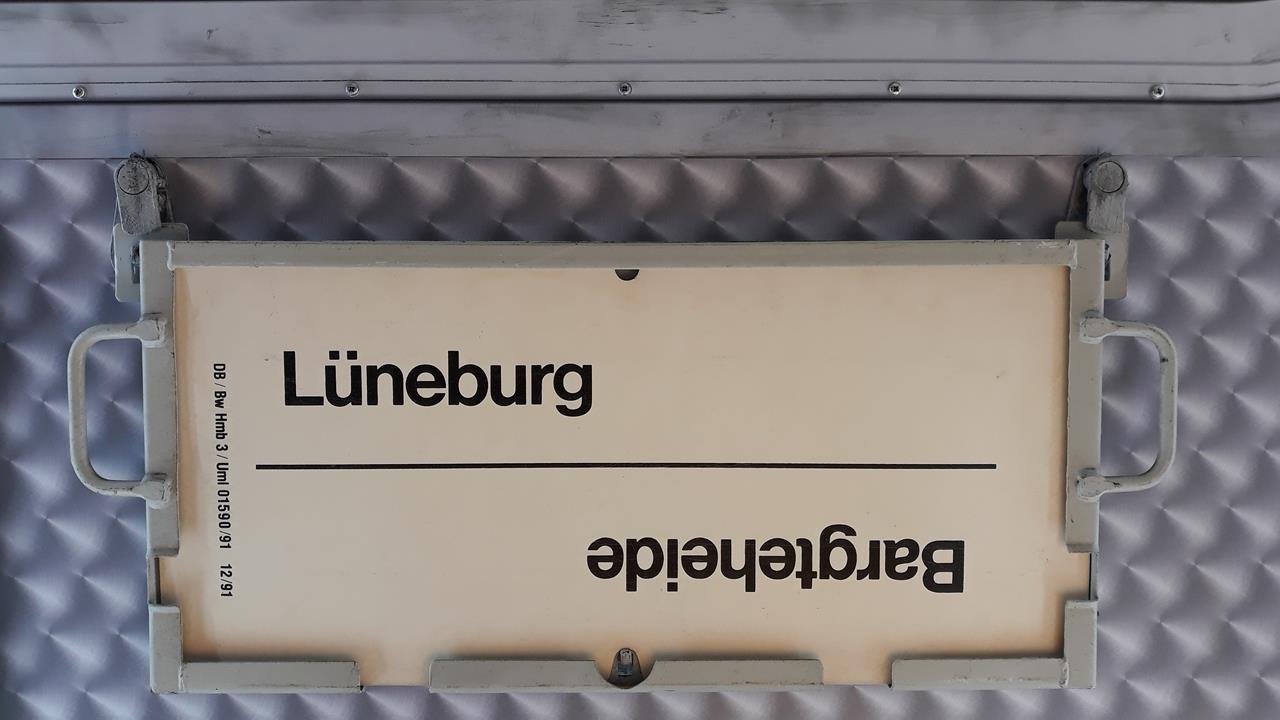 Lüneburg
Bargteheide
DB / Bw Hmb 3 / Uml 01590/91 12/91